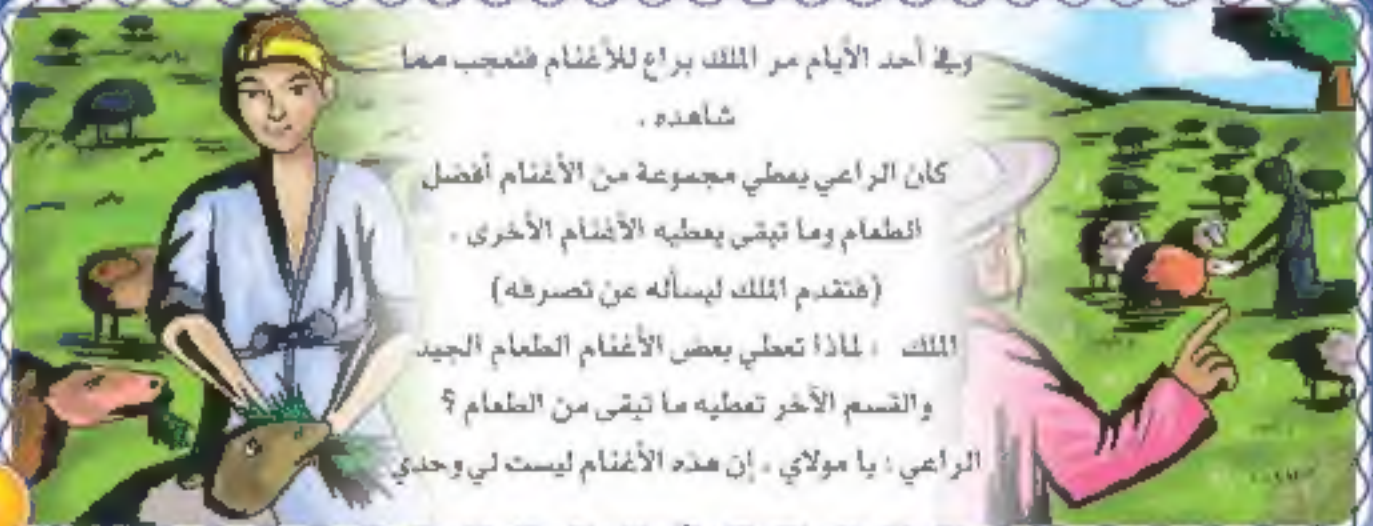 وفي أحد الأيام مر الملك براع للأغنام فتعجب مما
شاهده .
كان الراعي يعطي مجموعة من الأغنام أفضل
الطعام وما تبقى يعطيه الأغنام الأخرى .
(فتقدم الملك ليسأله عن تصرفه)
الملك : لماذا تعطي بعض الأغنام الطعام الجيد
والقسم الأخر تعطيه ما تبقى من الطعام ؟
الراعي : يا مولاي . إن هذه الأغنام ليست لي وحدي